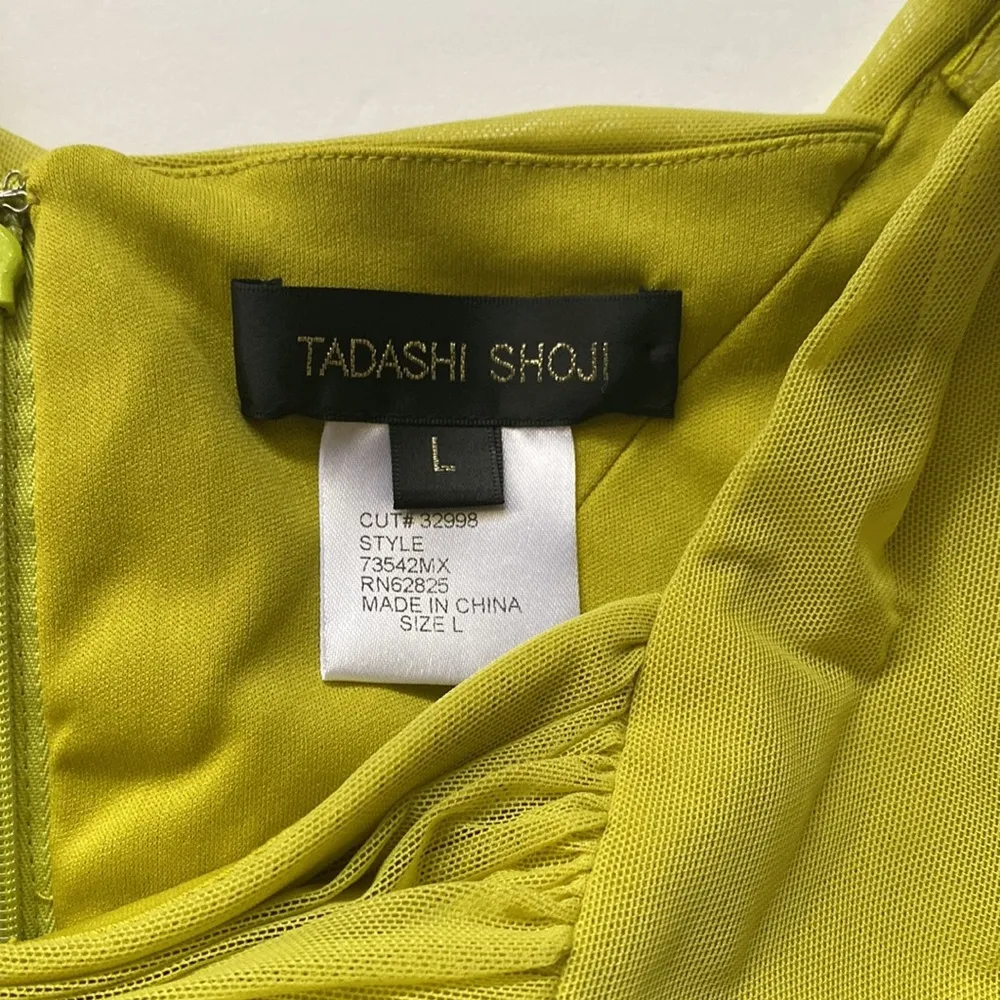 TADASHI SHOJI
L
CUT# 32998
STYLE
73542MX
RN62825
MADE IN CHINA
SIZE L